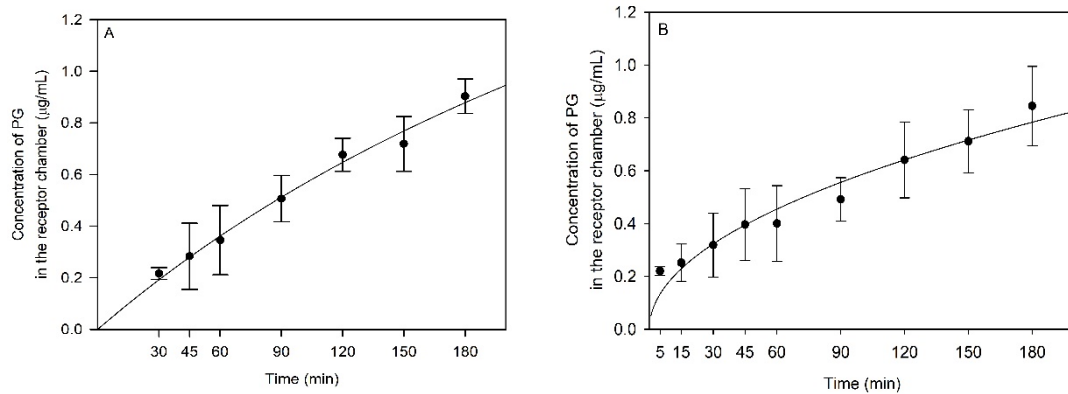 A
Concentration of PG
in the receptor chamber (µg/mL)
1.2
1.0
0.8
0.6
0.4
0.2
0.0
30 45 60 90 120 150 180
Time (min)
B
Concentration of PG
in the receptor chamber (µg/mL)
1.2
1.0
0.8
0.6
0.4
0.2
0.0
5 15 30 45 60 90 120 150 180
Time (min)